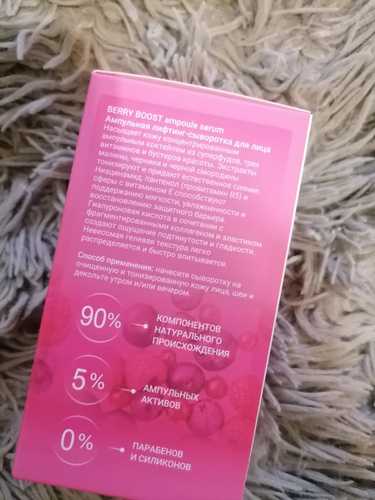 BERRY BOOST ampoule serum
Ампульная лифтинг-сыворотка для лица
Насыщает кожу концентрированным
ампульным коктейлем из суперфудов, трех
витаминов и бустеров красоты. Экстракты
малины, черники и черной смородины
тонизируют и придают естественное сияние.
Ниацинамид, пантенол (провитамин B5) и
сферы с витамином Е способствуют
поддержанию мягкости, увлажненности и
восстановлению защитного барьера.
Гиалуроновая кислота в сочетании с
фрагментированными коллагеном и эластином
создают ощущение подтянутости и гладкости.
Невесомая гелевая текстура легко
распределяется и быстро впитывается.
Способ применения: нанесите сыворотку на
очищенную и тонизированную кожу лица, шеи и
декольте утром и/или вечером.
90% КОМПОНЕНТОВ
НАТУРАЛЬНОГО
ПРОИСХОЖДЕНИЯ
5% АМПУЛЬНЫХ
АКТИВОВ
0% ПАРАБЕНОВ
И СИЛИКОНОВ